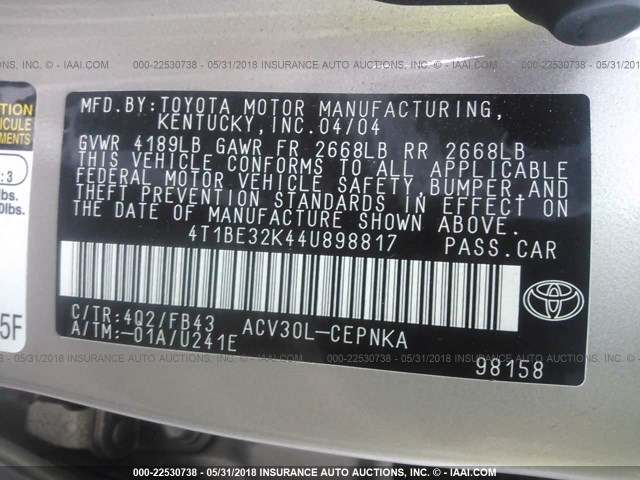 000-22530738 - 05/31/2018 INSURANCE AUTO AUCTIONS, INC. © - IAAI.COM
MFD.BY:TOYOTA MOTOR MANUFACTURING,
KENTUCKY,INC.04/04
GVWR 4189LB GAWR FR 2668LB RR 2668LB
THIS VEHICLE CONFORMS TO ALL APPLICABLE
FEDERAL MOTOR VEHICLE SAFETY,BUMPER,AND
THEFT PREVENTION STANDARDS IN EFFECT ON
THE DATE OF MANUFACTURE SHOWN ABOVE.
4T1BE32K44U898817 PASS.CAR
C/TR:4Q2/FB43 ACV30L-CEPNKA
A/TM:-01A/U241E
98158
5F
000-22530738 - 05/31/2018 INSURANCE AUTO AUCTIONS, INC. © - IAAI.COM